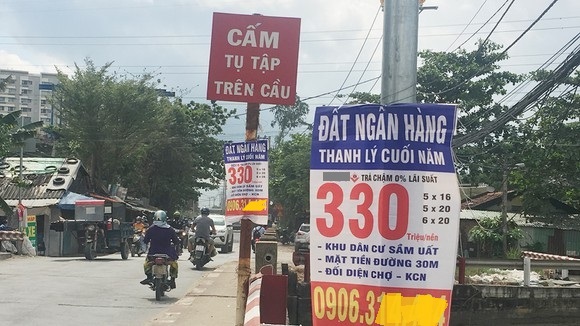 CẤM
TỤ TẬP
TRÊN CẦU
ĐẤT NGÂN HÀNG
THANH LÝ CUỐI NĂM
330
0906.3
ĐẤT NGÂN HÀNG
THANH LÝ CUỐI NĂM
TRẢ CHẬM 0% LÃI SUẤT
330
5 x 16
5 x 20
6 x 20
Triệu/nền
- KHU DÂN CƯ SẦM UẤT
- MẶT TIỀN ĐƯỜNG 30M
- ĐỐI DIỆN CHỢ - KCN
0906.3